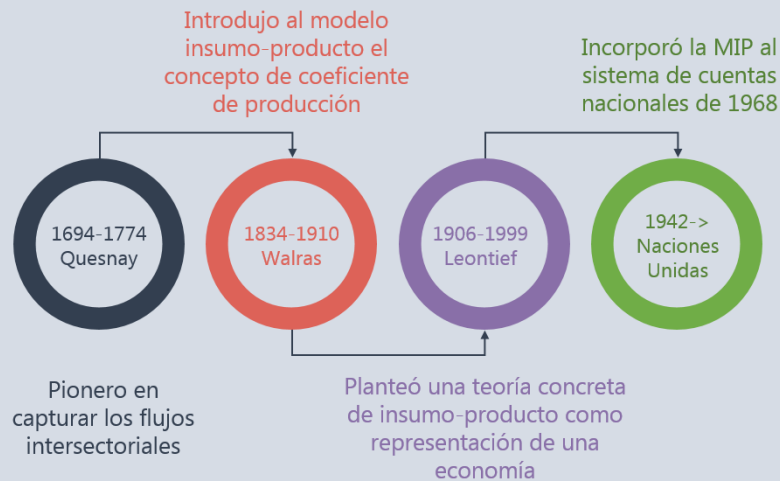 Introdujo al modelo
insumo-producto el
concepto de coeficiente
de producción
Incorporó la MIP al
sistema de cuentas
nacionales de 1968
1694-1774
Quesnay
1834-1910
Walras
1906-1999
Leontief
1942->
Naciones
Unidas
Pionero en
capturar los flujos
intersectoriales
Planteó una teoría concreta
de insumo-producto como
representación de una
economía